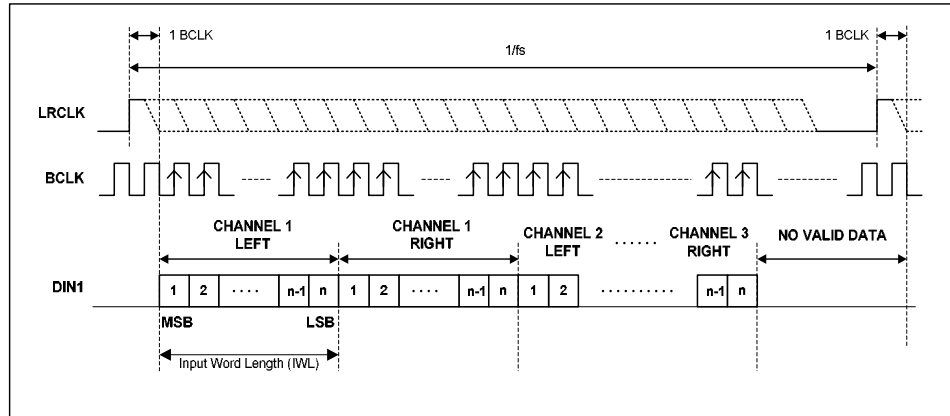 1 BCLK
1 BCLK
1/fs
LRCLK
BCLK
CHANNEL 1
LEFT
CHANNEL 1
RIGHT
CHANNEL 2
LEFT
......
CHANNEL 3
RIGHT
NO VALID DATA
DIN1
1 2 .... n-1 n 1 2 .... n-1 n 1 2 .......... n-1 n
MSB
LSB
Input Word Length (IWL)